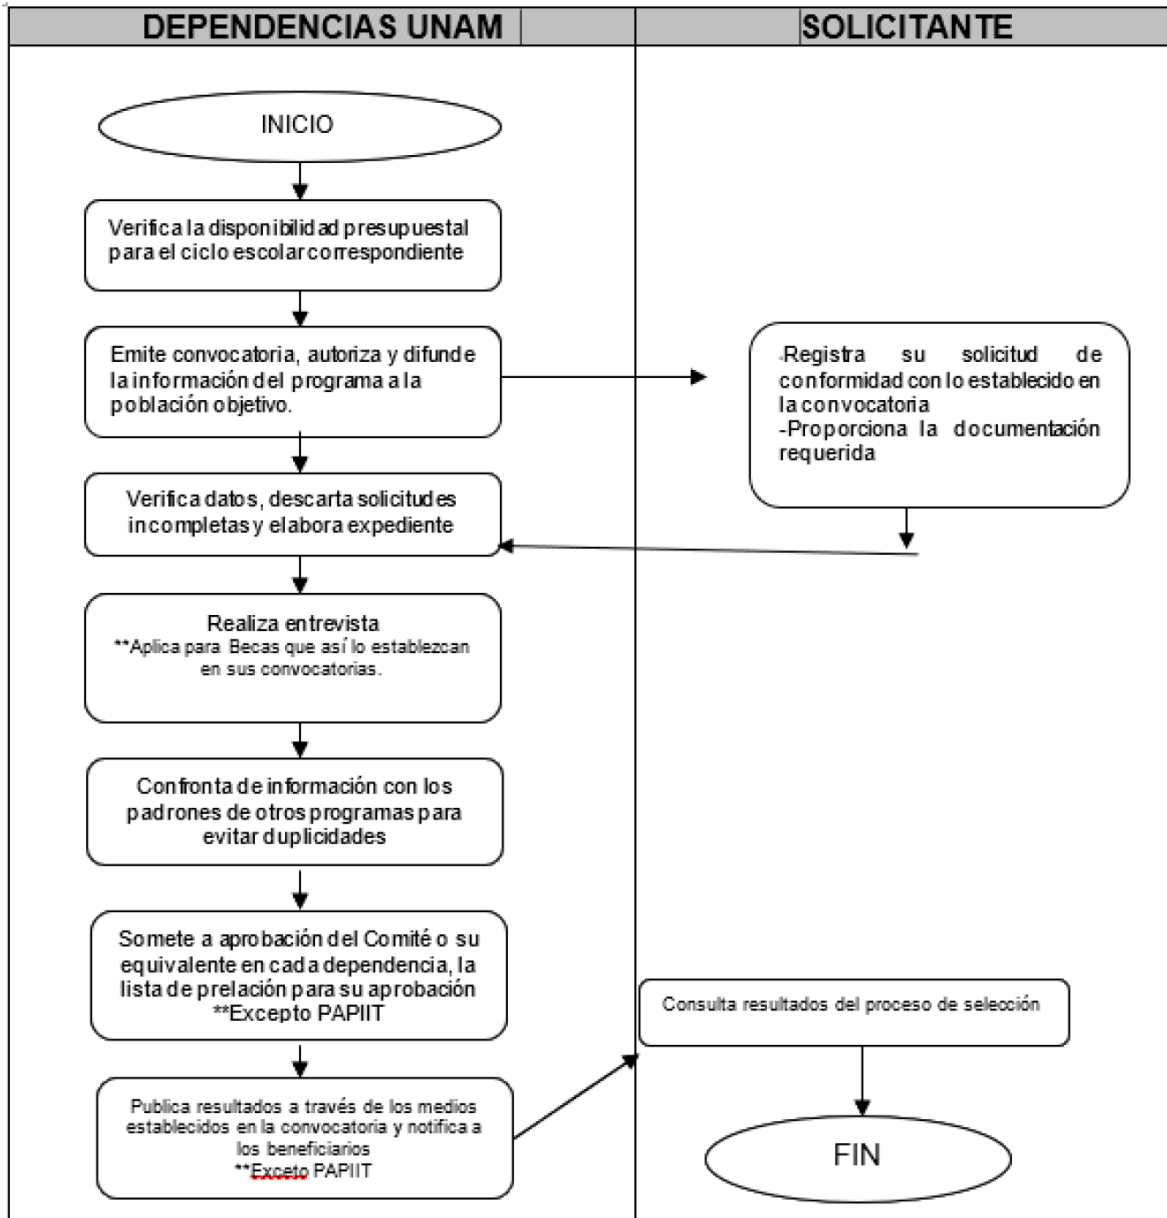 DEPENDENCIAS UNAM
SOLICITANTE
INICIO
Verifica la disponibilidad presupuestal
para el ciclo escolar correspondiente
Emite convocatoria, autoriza y difunde
la información del programa a la
población objetivo.
-Registra su solicitud de
conformidad con lo establecido en
la convocatoria
-Proporciona la documentación
requerida
Verifica datos, descarta solicitudes
incompletas y elabora expediente
Realiza entrevista
**Aplica para Becas que así lo establezcan
en sus convocatorias.
Confronta de información con los
padrones de otros programas para
evitar duplicidades
Somete a aprobación del Comité o su
equivalente en cada dependencia, la
lista de prelación para su aprobación
**Excepto PAPIIT
Consulta resultados del proceso de selección
Publica resultados a través de los medios
establecidos en la convocatoria y notifica a
los beneficiarios
**Exceto PAPIIT
FIN